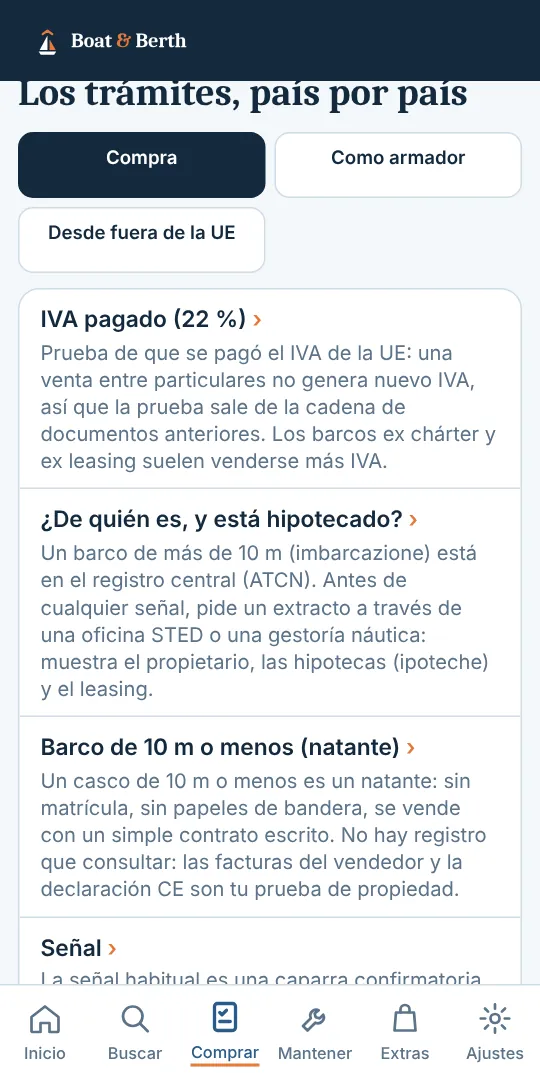 Boat & Berth
Los trámites, país por país
Compra
Como armador
Desde fuera de la UE
IVA pagado (22 %) ›
Prueba de que se pagó el IVA de la UE: una
venta entre particulares no genera nuevo IVA,
así que la prueba sale de la cadena de
documentos anteriores. Los barcos ex chárter y
ex leasing suelen venderse más IVA.
¿De quién es, y está hipotecado? ›
Un barco de más de 10 m (imbarcazione) está
en el registro central (ATCN). Antes de
cualquier señal, pide un extracto a través de
una oficina STED o una gestoría náutica:
muestra el propietario, las hipotecas (ipoteche)
y el leasing.
Barco de 10 m o menos (natante) ›
Un casco de 10 m o menos es un natante: sin
matrícula, sin papeles de bandera, se vende
con un simple contrato escrito. No hay registro
que consultar: las facturas del vendedor y la
declaración CE son tu prueba de propiedad.
Señal ›
La señal habitual es una caparra confirmatoria
Inicio
Buscar
Comprar
Mantener
Extras
Ajustes